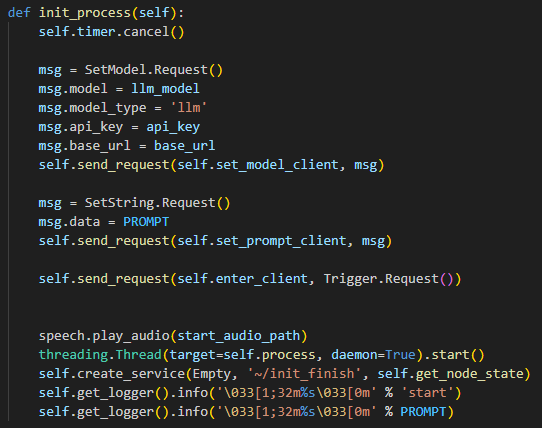 def init_process(self):
    self.timer.cancel()

    msg = SetModel.Request()
    msg.model = llm_model
    msg.model_type = 'llm'
    msg.api_key = api_key
    msg.base_url = base_url
    self.send_request(self.set_model_client, msg)

    msg = SetString.Request()
    msg.data = PROMPT
    self.send_request(self.set_prompt_client, msg)

    self.send_request(self.enter_client, Trigger.Request())


    speech.play_audio(start_audio_path)
    threading.Thread(target=self.process, daemon=True).start()
    self.create_service(Empty, '~/init_finish', self.get_node_state)
    self.get_logger().info('\033[1;32m%s\033[0m' % 'start')
    self.get_logger().info('\033[1;32m%s\033[0m' % PROMPT)